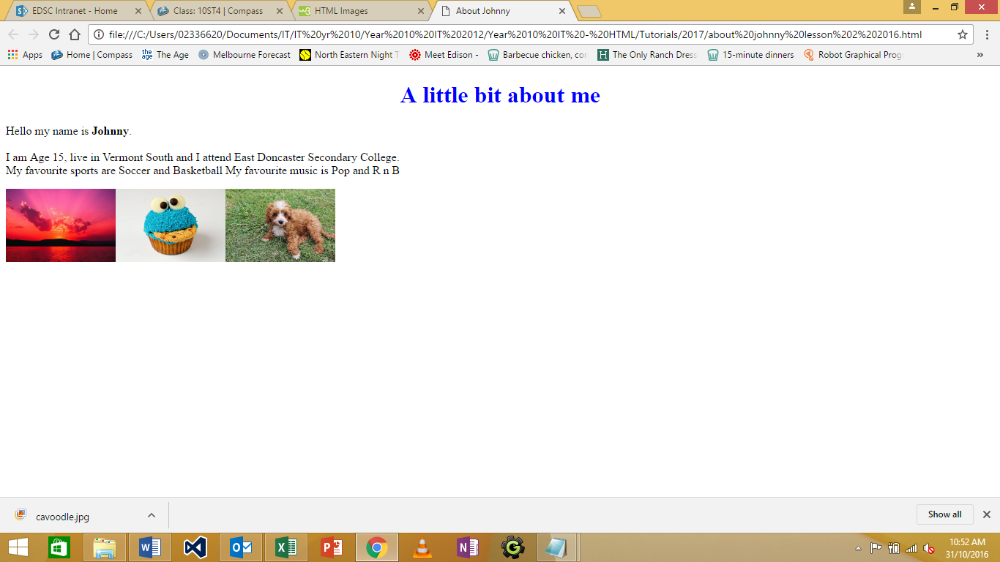 EDSC Intranet - Home
Class: 10ST4 | Compass
HTML Images
About Johnny
file:///C:/Users/02336620/Documents/IT/IT%20yr%2010/Year%2010%20IT%202012/Year%2010%20IT%20-%20HTML/Tutorials/2017/about%20johnny%20lesson%202%202016.html
Apps
Home | Compass
the age The Age
Melbourne Forecast
North Eastern Night T
Meet Edison -
Barbecue chicken, cor
H The Only Ranch Dress
15-minute dinners
Robot Graphical Prog
A little bit about me
Hello my name is Johnny.
I am Age 15, live in Vermont South and I attend East Doncaster Secondary College.
My favourite sports are Soccer and Basketball My favourite music is Pop and R n B
cavoodle.jpg
Show all
10:52 AM
31/10/2016